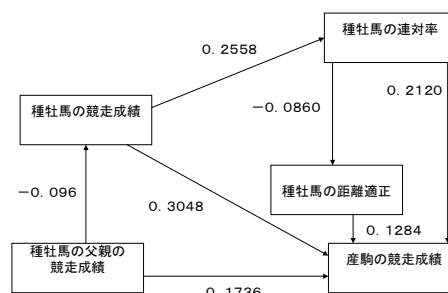 種牡馬の連対率
0.2558
種牡馬の競走成績
−0.0860
0.2120
種牡馬の距離適正
−0.096
0.3048
0.1284
種牡馬の父親の
競走成績
産駒の競走成績
0.1736